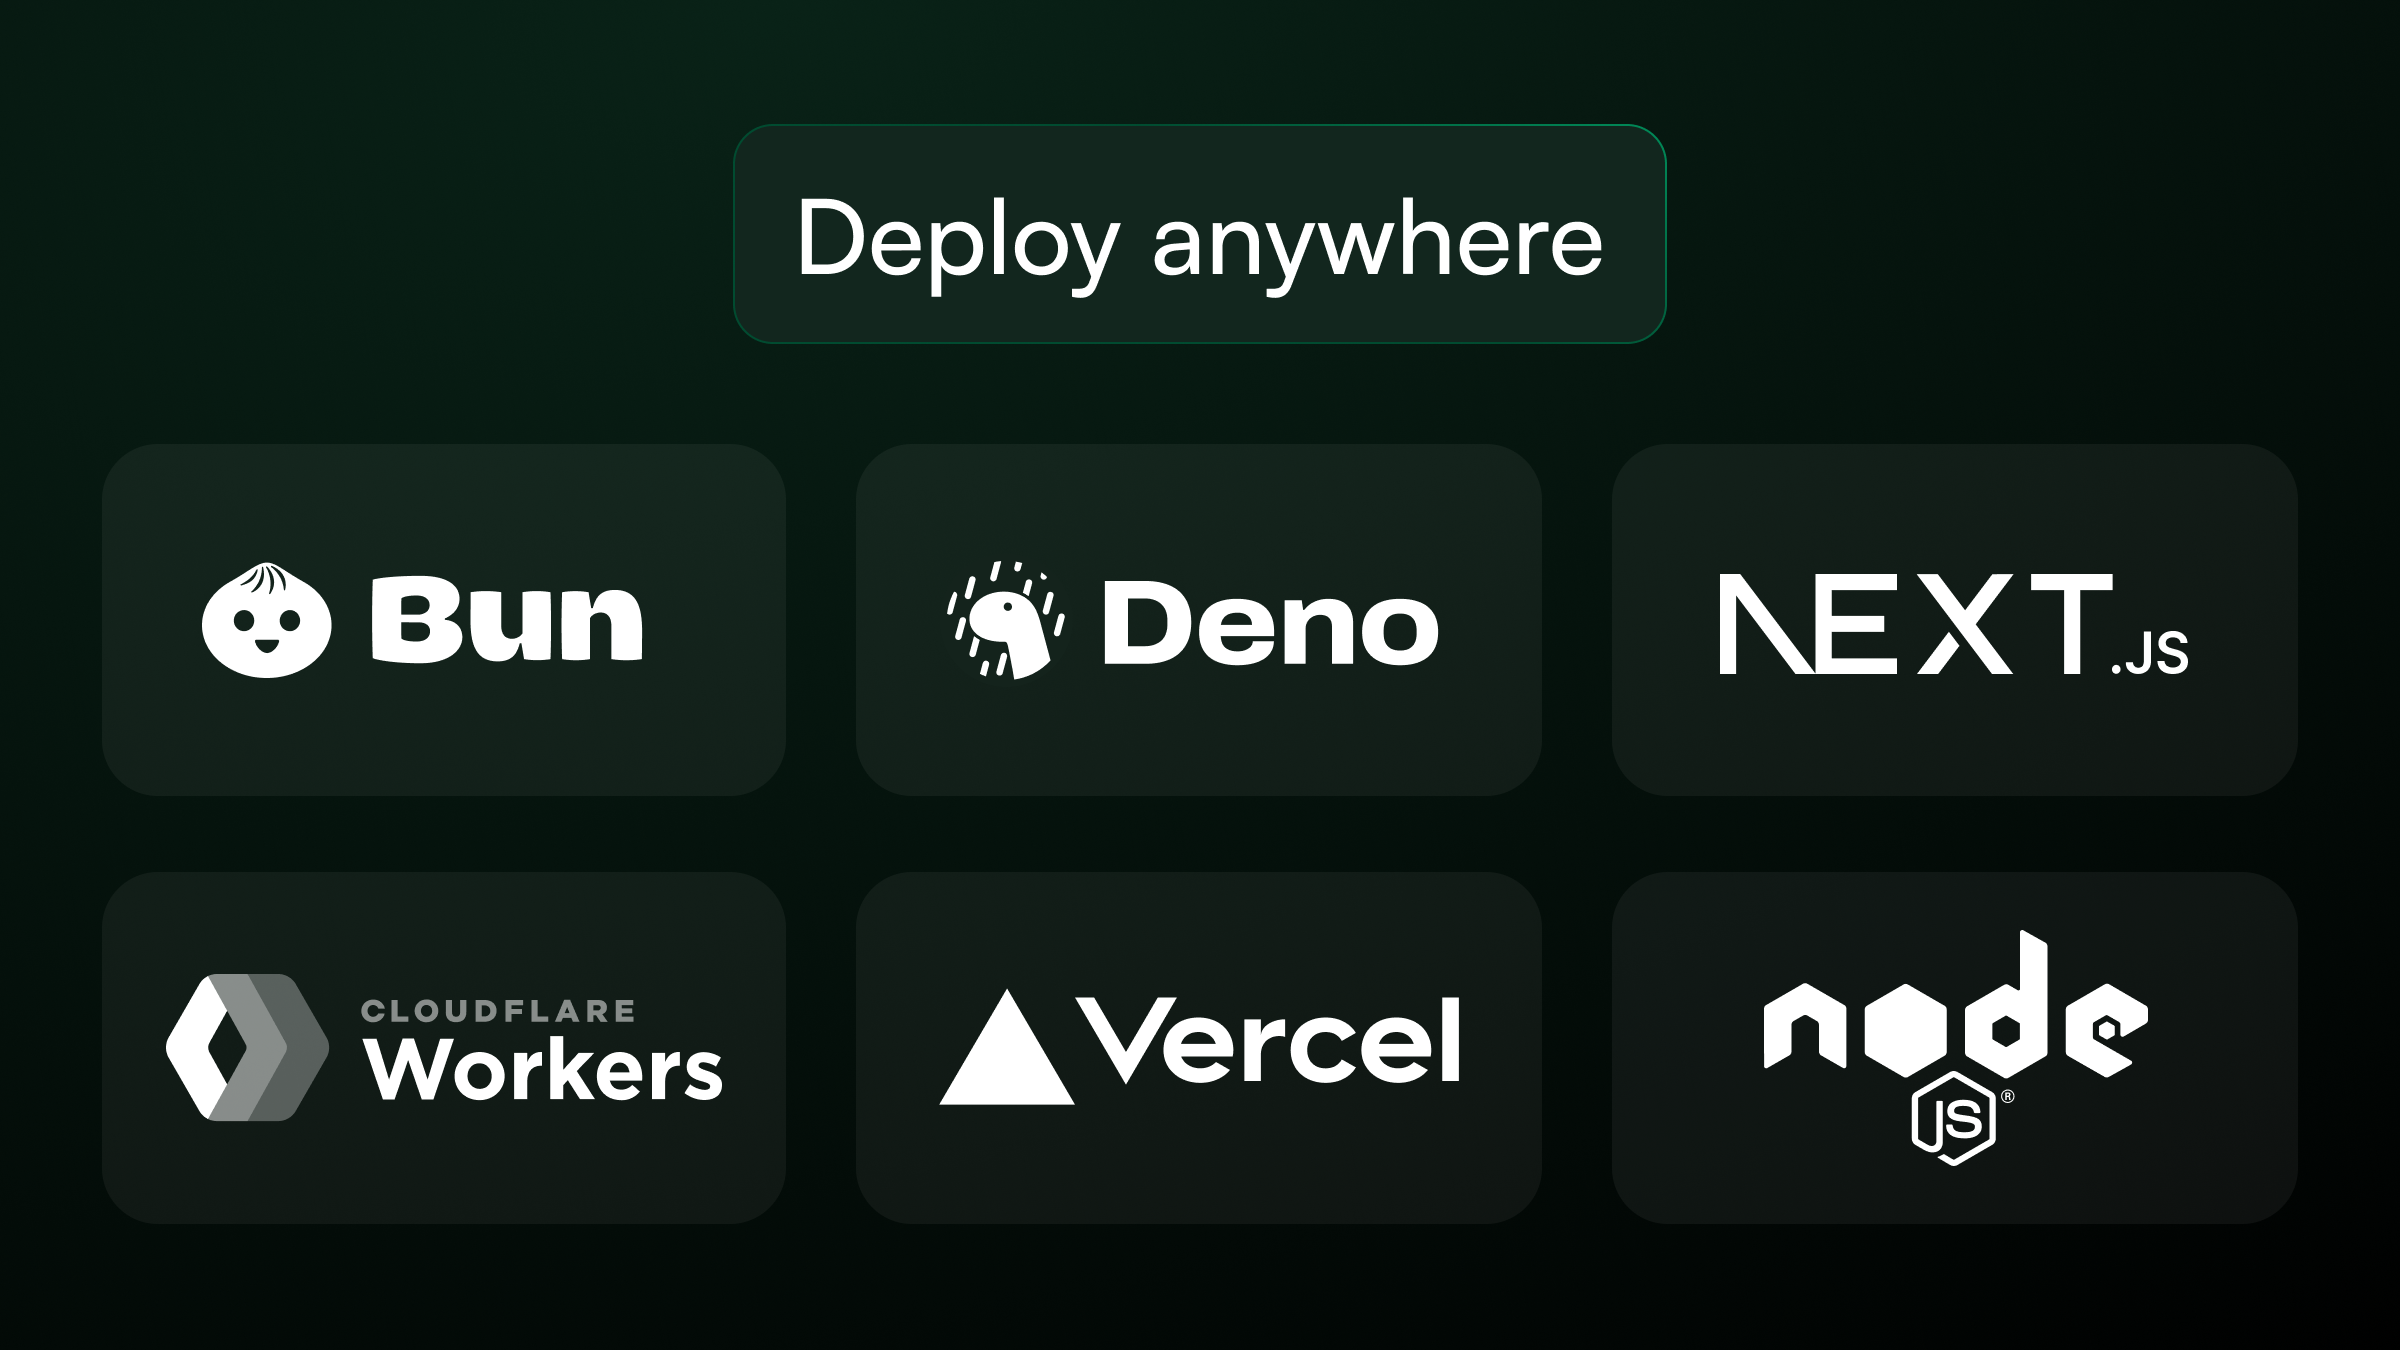 Deploy anywhere
Bun
Deno
NEXT.JS
CLOUDFLARE
Workers
Vercel
node
JS®